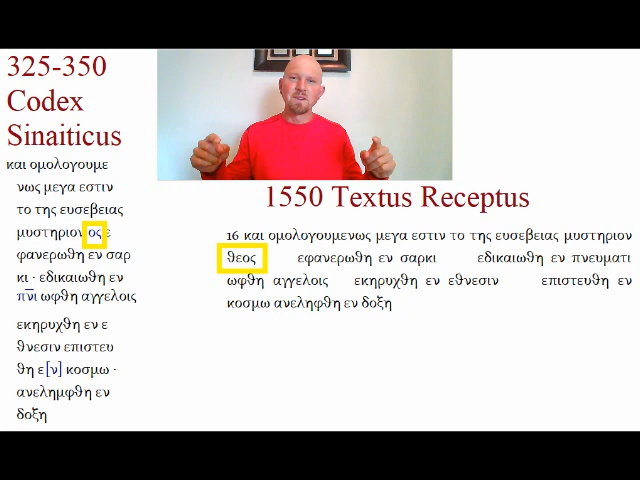 325-350
Codex
Sinaiticus
και ομολογουμε
νως μεγα εστιν
το της ευσεβειας
μυστηριον ος ε
φανερωθη εν σαρ
κι · εδικαιωθη εν
π̅ν̅ι̅ ωφθη αγγελοις
εκηρυχθη εν ε
θνεσιν επιστευ
θη ε[ν] κοσμω ·
ανελημφθη εν
δοξη
1550 Textus Receptus
16 και ομολογουμενως μεγα εστιν το της ευσεβειας μυστηριον
θεος εφανερωθη εν σαρκι εδικαιωθη εν πνευματι
ωφθη αγγελοις εκηρυχθη εν εθνεσιν επιστευθη εν
κοσμω ανεληφθη εν δοξη